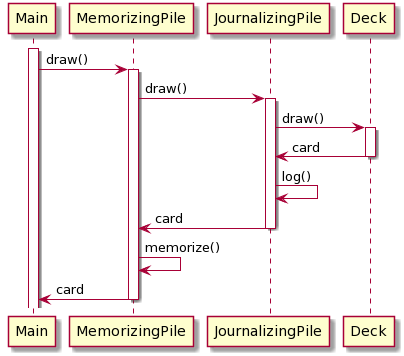 Main MemorizingPile JournalizingPile Deck
draw()
draw()
draw()
card
log()
card
memorize()
card
Main MemorizingPile JournalizingPile Deck